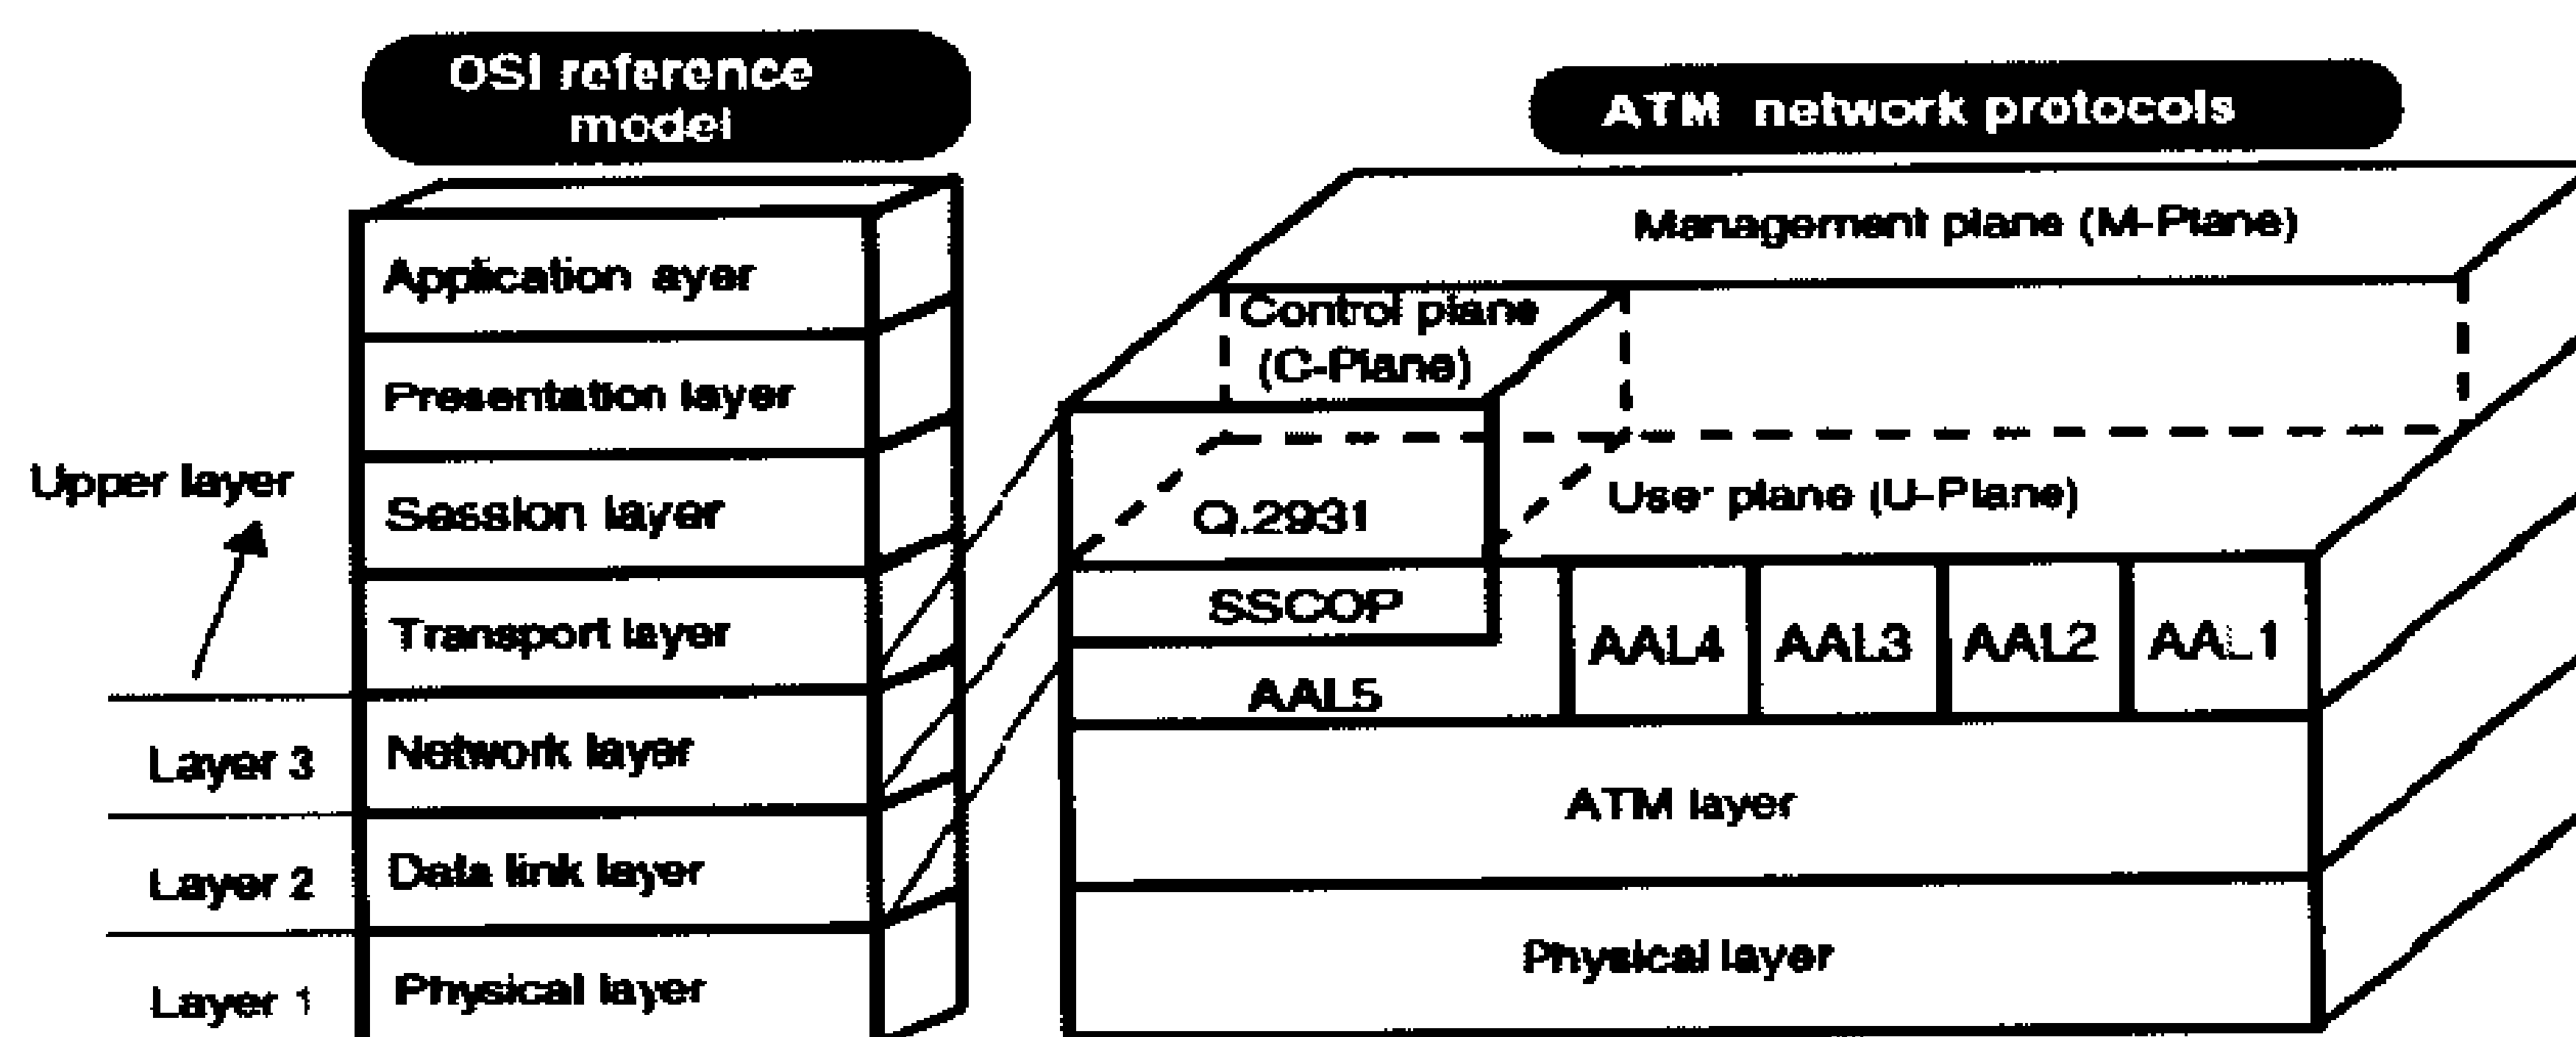 OSI reference
model
ATM network protocols
Application ayer
Presentation layer
Session layer
Transport layer
Network layer
Data link layer
Physical layer
Upper layer
Layer 3
Layer 2
Layer 1
Management plane (M-Plane)
Control plane
(C-Plane)
User plane (U-Plane)
Q.2931
SSCOP
AAL5
AAL4
AAL3
AAL2
AAL1
ATM layer
Physical layer